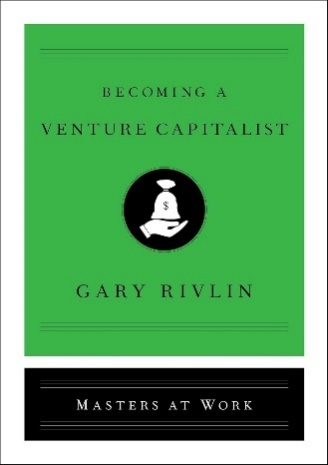 BECOMING A
VENTURE CAPITALIST
$
GARY RIVLIN
MASTERS AT WORK